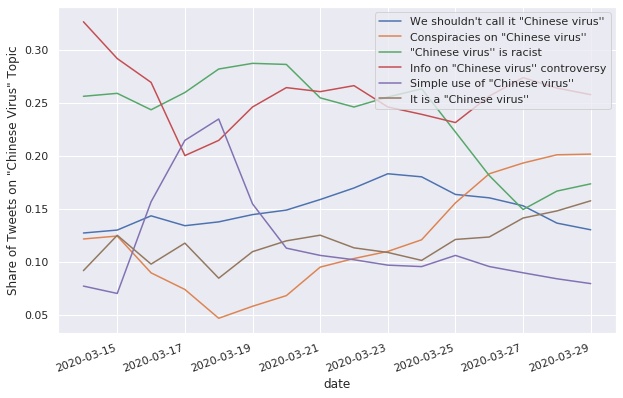 We shouldn't call it "Chinese virus''
Conspiracies on "Chinese virus''
"Chinese virus'' is racist
Info on "Chinese virus'' controversy
Simple use of "Chinese virus''
It is a "Chinese virus''
Share of Tweets on "Chinese Virus" Topic
0.30
0.25
0.20
0.15
0.10
0.05
2020-03-15
2020-03-17
2020-03-19
2020-03-21
2020-03-23
2020-03-25
2020-03-27
2020-03-29
date